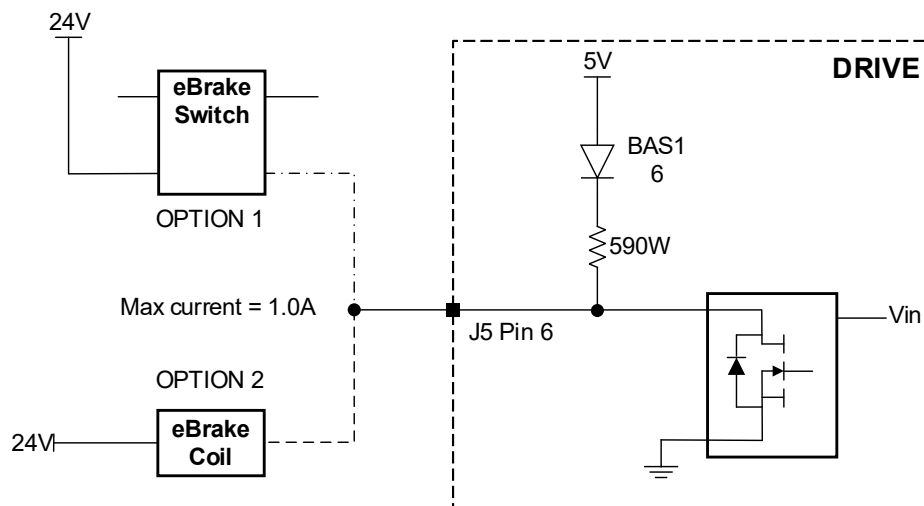 24V
eBrake
Switch
OPTION 1
Max current = 1.0A
OPTION 2
24V
eBrake
Coil
DRIVE
5V
BAS1
6
590W
J5 Pin 6
Vin